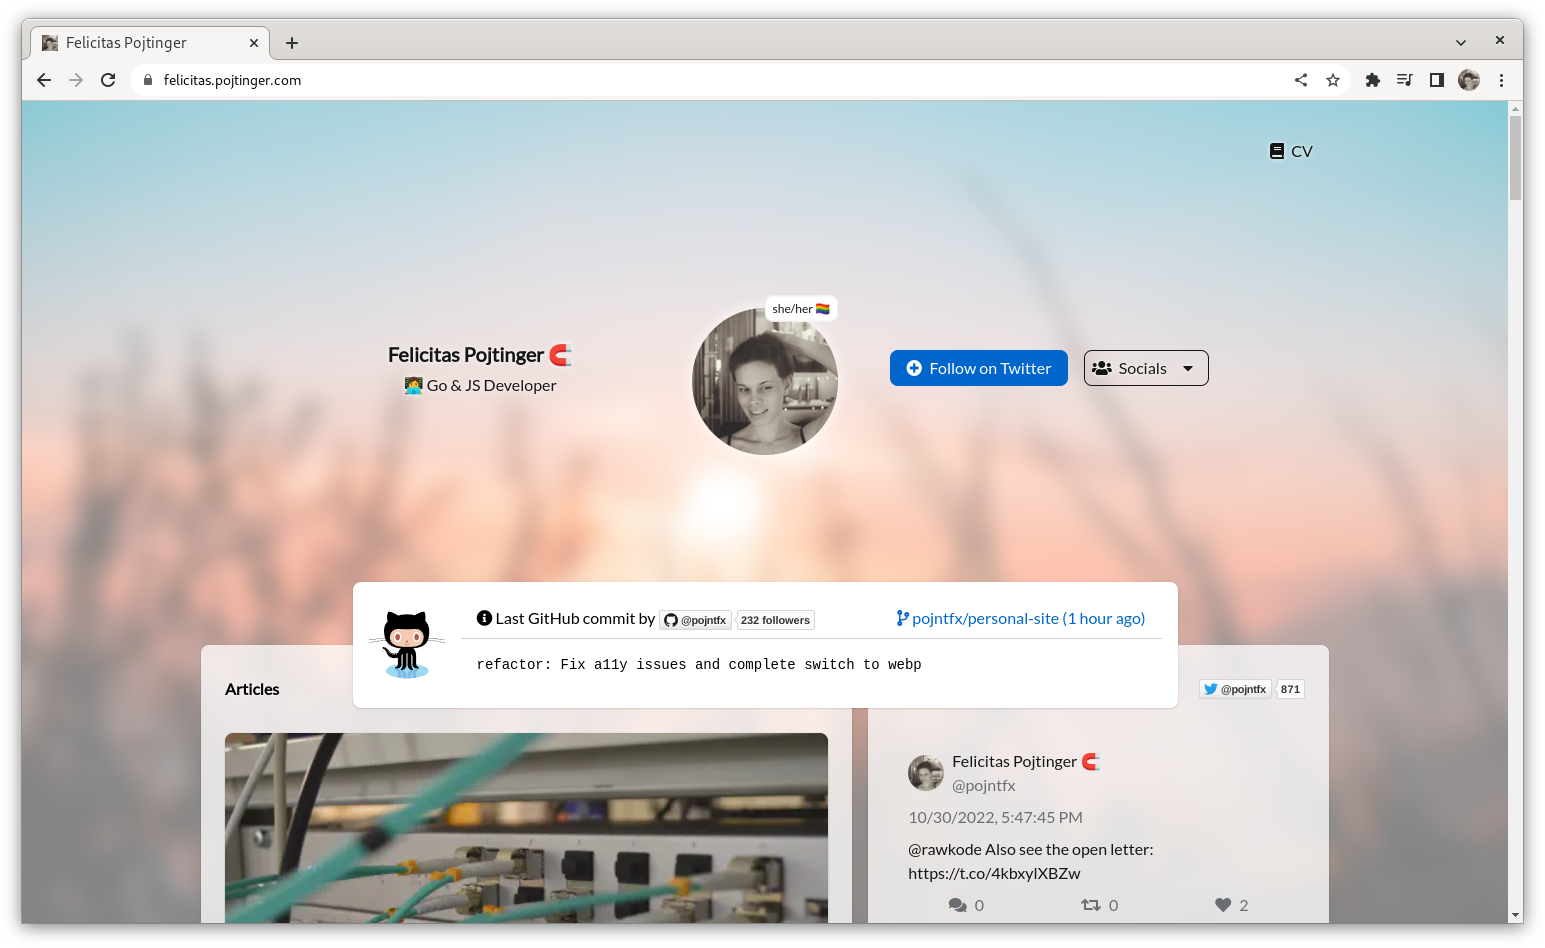 Felicitas Pojtinger
felicitas.pojtinger.com
CV
she/her 🏳️‍🌈
Felicitas Pojtinger 🧲
👩‍💻 Go & JS Developer
Follow on Twitter
Socials
Last GitHub commit by @pojntfx 232 followers
pojntfx/personal-site (1 hour ago)
refactor: Fix a11y issues and complete switch to webp
Articles
@pojntfx 871
Felicitas Pojtinger 🧲
@pojntfx
10/30/2022, 5:47:45 PM
@rawkode Also see the open letter:
https://t.co/4kbxylXBZw
0 0 2